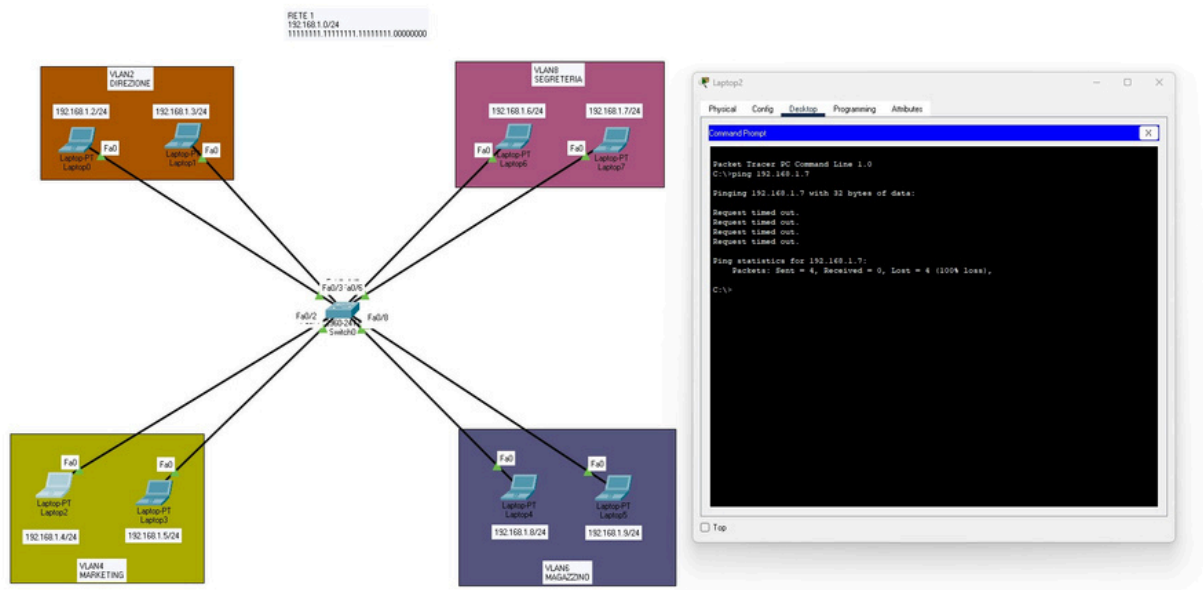 RETE 1
192.168.1.0/24
11111111.11111111.11111111.00000000
VLAN2
DIREZIONE
192.168.1.2/24
192.168.1.3/24
Fa0
Fa0
Laptop-PT
Laptop0
Laptop-PT
Laptop1
VLAN8
SEGRETERIA
192.168.1.6/24
192.168.1.7/24
Fa0
Fa0
Laptop-PT
Laptop6
Laptop-PT
Laptop7
Fa0/3
Fa0/6
Fa0/2
Fa0/8
Switch0
Fa0
Fa0
Laptop-PT
Laptop2
Laptop-PT
Laptop3
192.168.1.4/24
192.168.1.5/24
VLAN4
MARKETING
Fa0
Fa0
Laptop-PT
Laptop4
Laptop-PT
Laptop5
192.168.1.8/24
192.168.1.9/24
VLAN6
MAGAZZINO
Laptop2
Physical Config Desktop Programming Attributes
Command Prompt
X
Packet Tracer PC Command Line 1.0
C:\>ping 192.168.1.7
Pinging 192.168.1.7 with 32 bytes of data:
Request timed out.
Request timed out.
Request timed out.
Request timed out.
Ping statistics for 192.168.1.7:
Packets: Sent = 4, Received = 0, Lost = 4 (100% loss),
C:\>
Top